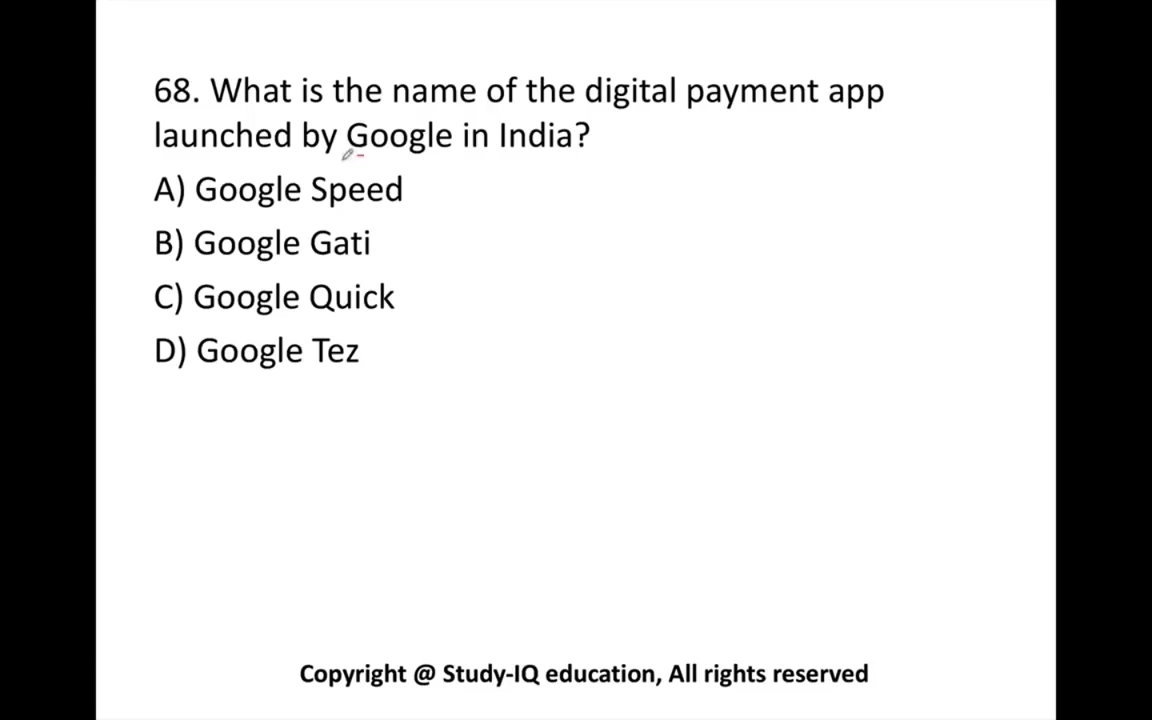 68. What is the name of the digital payment app
launched by Google in India?
A) Google Speed
B) Google Gati
C) Google Quick
D) Google Tez
Copyright @ Study-IQ education, All rights reserved